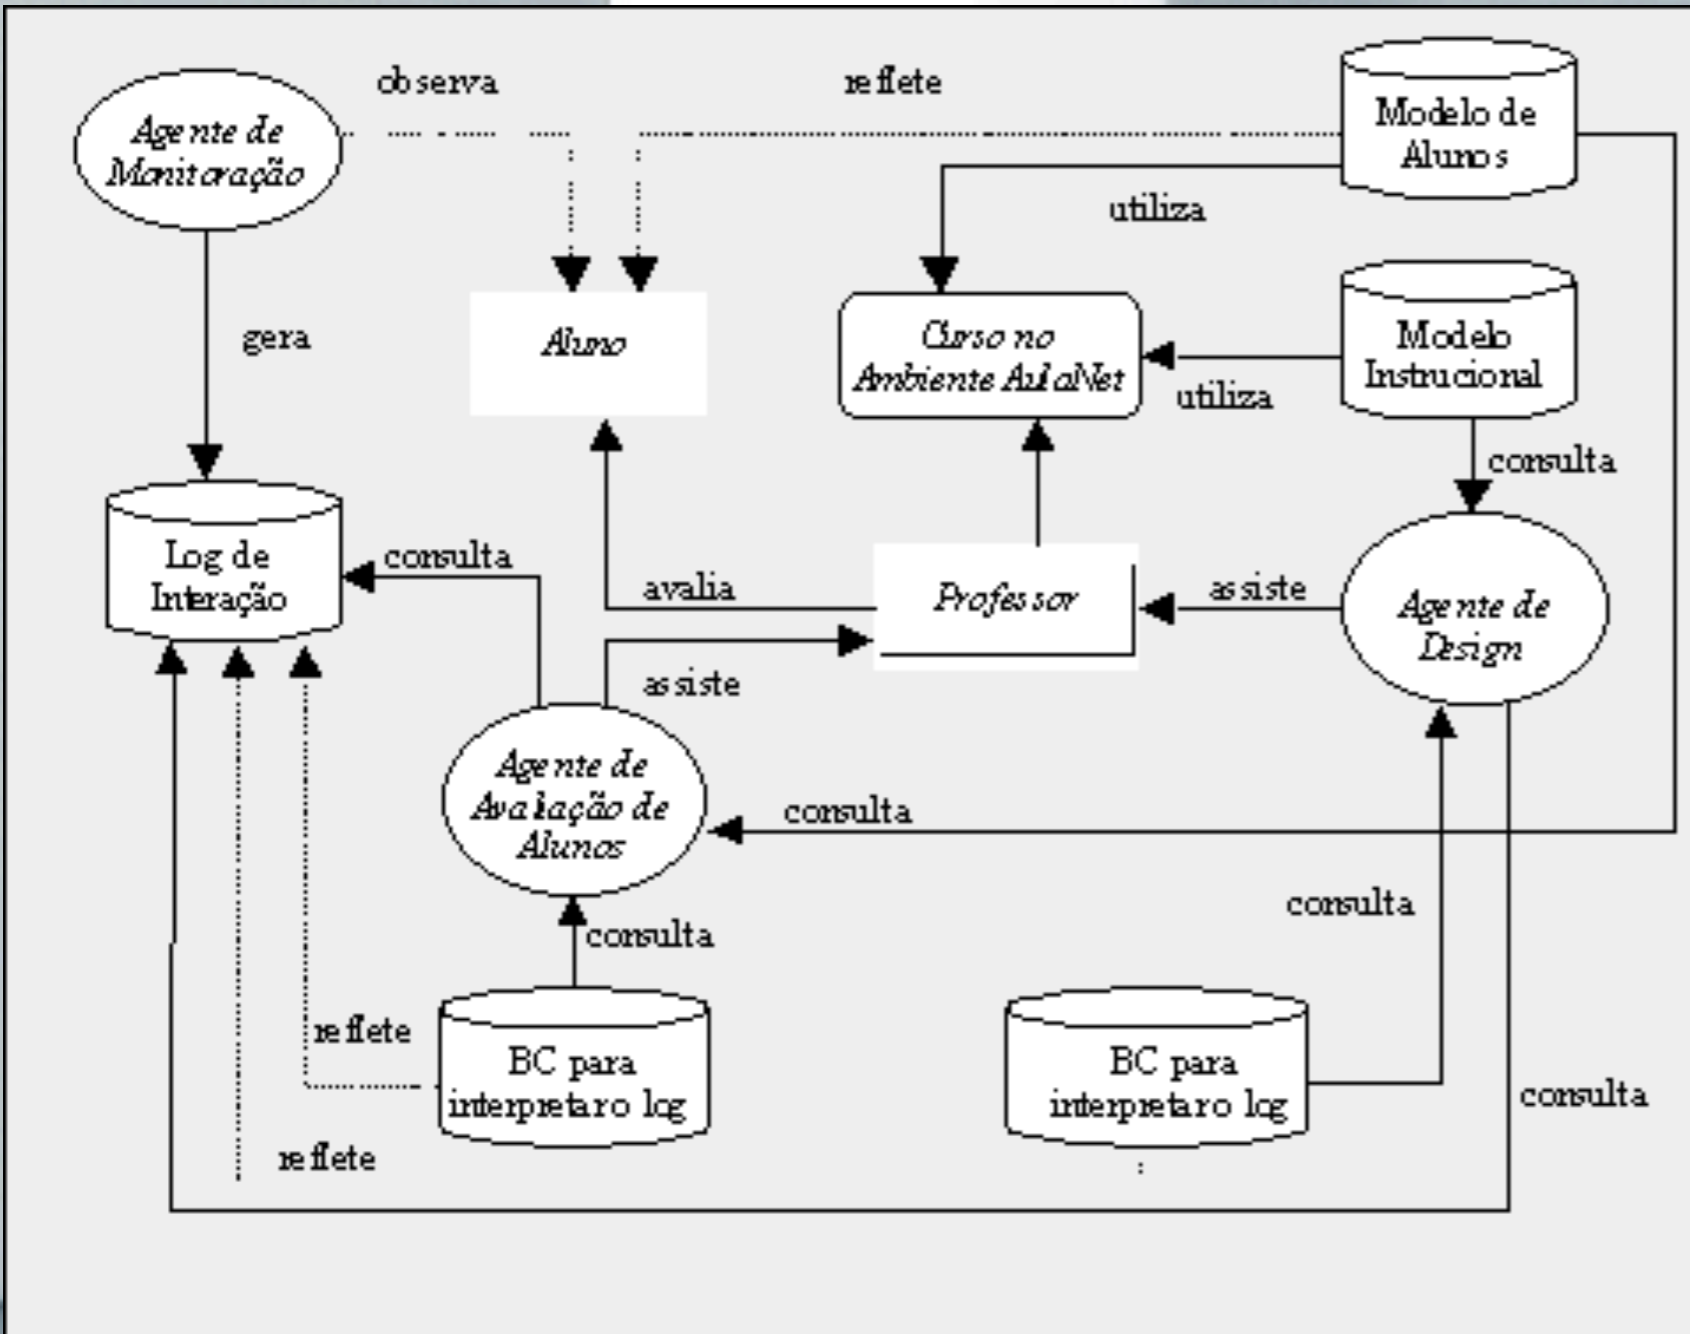 observa
reflete
Agente de
Monitoração
Modelo de
Alunos
utiliza
gera
Aluno
Curso no
Ambiente AulaNet
Modelo
Instrucional
utiliza
consulta
Log de
Interação
consulta
avalia
Professor
assiste
Agente de
Design
assiste
Agente de
Avaliação de
Alunos
consulta
consulta
consulta
reflete
BC para
interpretar o log
BC para
interpretar o log
consulta
reflete